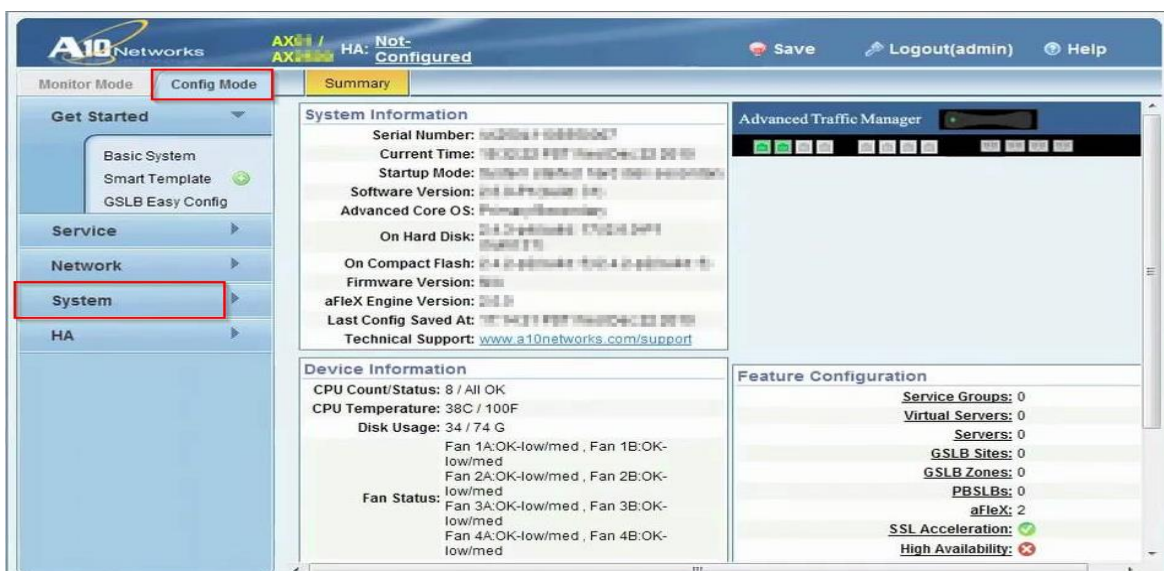 A10 Networks
AX / HA: Not-
AX Configured
Save
Logout(admin)
Help
Monitor Mode
Config Mode
Summary
Get Started
Basic System
Smart Template
GSLB Easy Config
Service
Network
System
HA
System Information
Serial Number:
Current Time:
Startup Mode:
Software Version:
Advanced Core OS:
On Hard Disk:
On Compact Flash:
Firmware Version:
aFleX Engine Version:
Last Config Saved At:
Technical Support: www.a10networks.com/support
Advanced Traffic Manager
Device Information
CPU Count/Status: 8 / All OK
CPU Temperature: 38C / 100F
Disk Usage: 34 / 74 G
Fan Status:
Fan 1A:OK-low/med , Fan 1B:OK-
low/med
Fan 2A:OK-low/med , Fan 2B:OK-
low/med
Fan 3A:OK-low/med , Fan 3B:OK-
low/med
Fan 4A:OK-low/med , Fan 4B:OK-
low/med
Feature Configuration
Service Groups: 0
Virtual Servers: 0
Servers: 0
GSLB Sites: 0
GSLB Zones: 0
PBSLBs: 0
aFleX: 2
SSL Acceleration:
High Availability: